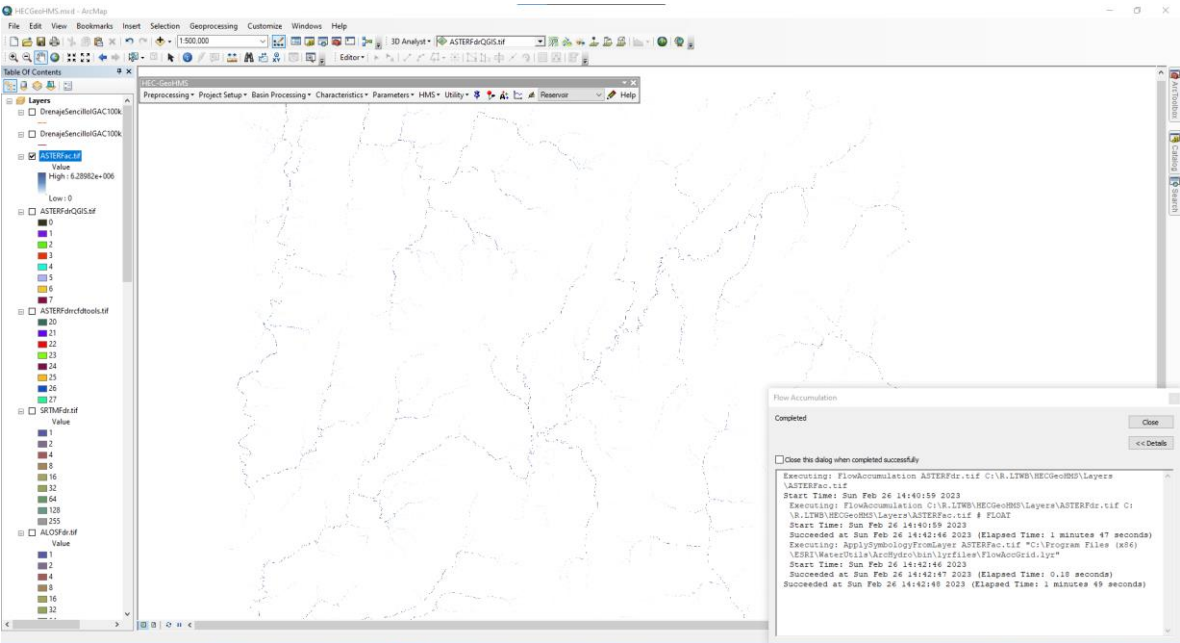 HECGeoHMS.mxd - ArcMap
File Edit View Bookmarks Insert Selection Geoprocessing Customize Windows Help
1:500,000
3D Analyst
ASTERFdrQGIS.tif
Editor
Table Of Contents
HEC-GeoHMS
Preprocessing Project Setup Basin Processing Characteristics Parameters HMS Utility Reservoir Help
Layers
DrenajeSencilloIGAC100k
DrenajeSencilloIGAC100k
ASTERFac.tif
Value
High : 6.28982e+006
Low : 0
ASTERFdrQGIS.tif
0
1
2
3
4
5
6
7
ASTERFdrrcfdtools.tif
20
21
22
23
24
25
26
27
SRTMFdr.tif
Value
1
2
4
8
16
32
64
128
255
ALOSFdr.tif
Value
1
2
4
8
16
32
ArcToolbox
Catalog
Search
Flow Accumulation
Completed
Close
<< Details
Close this dialog when completed successfully
Executing: FlowAccumulation ASTERFdr.tif C:\R.LTWB\HECGeoHMS\Layers
\ASTERFac.tif
Start Time: Sun Feb 26 14:40:59 2023
Executing: FlowAccumulation C:\R.LTWB\HECGeoHMS\Layers\ASTERFdr.tif C:
\R.LTWB\HECGeoHMS\Layers\ASTERFac.tif # FLOAT
Start Time: Sun Feb 26 14:40:59 2023
Succeeded at Sun Feb 26 14:42:46 2023 (Elapsed Time: 1 minutes 47 seconds)
Executing: ApplySymbologyFromLayer ASTERFac.tif "C:\Program Files (x86)
\ESRI\WaterUtils\ArcHydro\bin\lyrfiles\FlowAccGrid.lyr"
Start Time: Sun Feb 26 14:42:46 2023
Succeeded at Sun Feb 26 14:42:47 2023 (Elapsed Time: 0.18 seconds)
Succeeded at Sun Feb 26 14:42:48 2023 (Elapsed Time: 1 minutes 49 seconds)